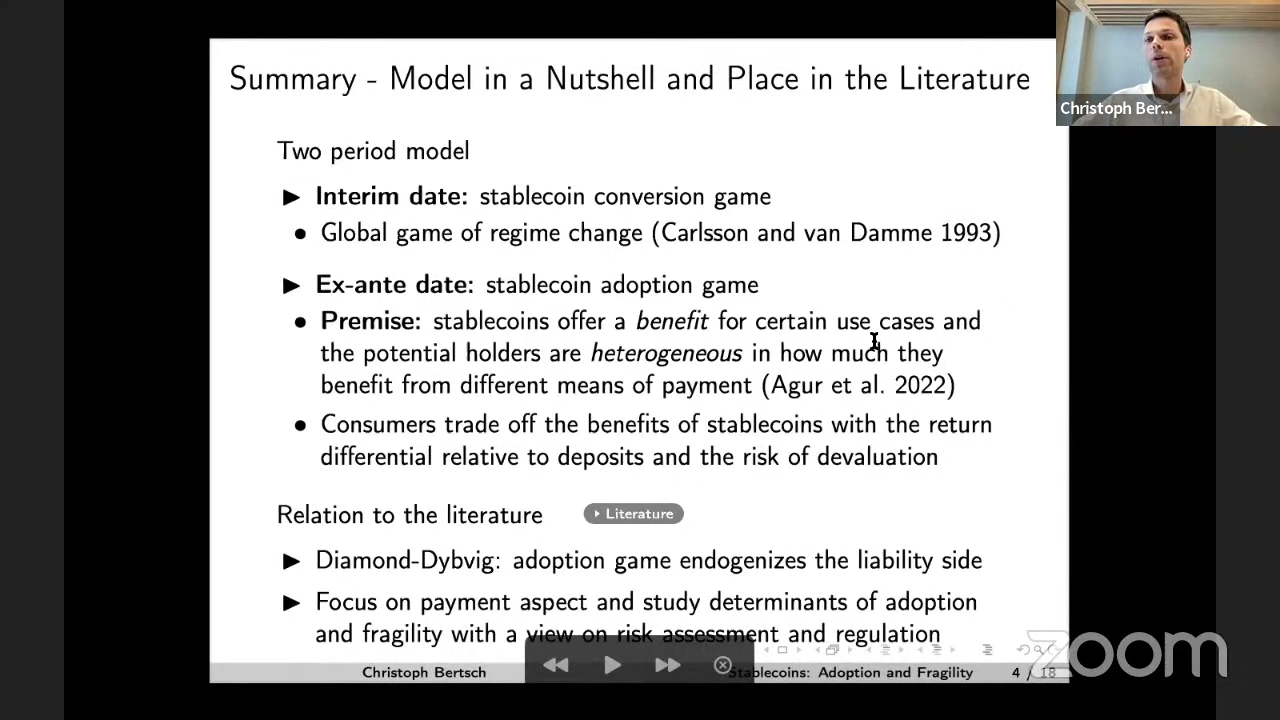 Summary - Model in a Nutshell and Place in the Literature
Christoph Ber...
Two period model
▶ Interim date: stablecoin conversion game
• Global game of regime change (Carlsson and van Damme 1993)
▶ Ex-ante date: stablecoin adoption game
• Premise: stablecoins offer a benefit for certain use cases and
the potential holders are heterogeneous in how much they
benefit from different means of payment (Agur et al. 2022)
• Consumers trade off the benefits of stablecoins with the return
differential relative to deposits and the risk of devaluation
Relation to the literature
Literature
▶ Diamond-Dybvig: adoption game endogenizes the liability side
▶ Focus on payment aspect and study determinants of adoption
and fragility with a view on risk assessment and regulation
zoom
Christoph Bertsch
Stablecoins: Adoption and Fragility
4 / 18